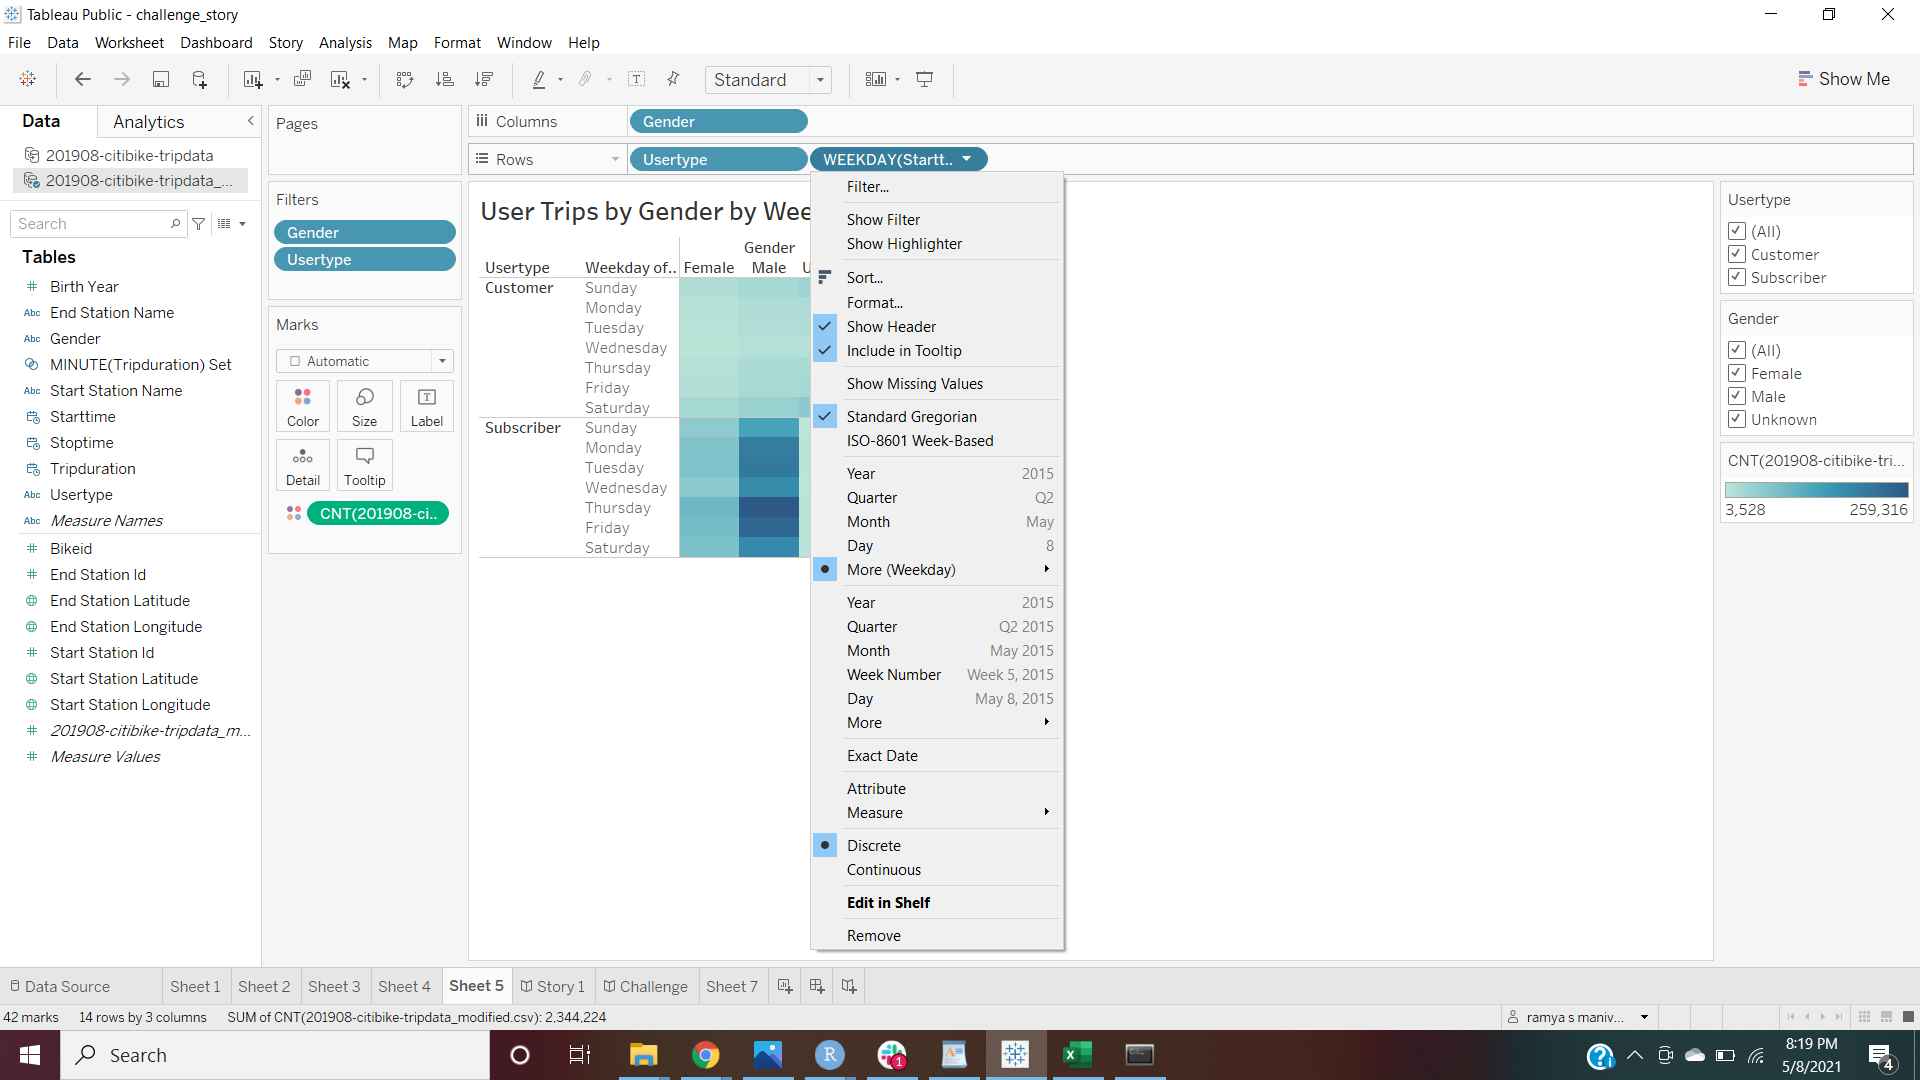 Tableau Public - challenge_story
File Data Worksheet Dashboard Story Analysis Map Format Window Help
Standard
Show Me
Data Analytics
201908-citibike-tripdata
201908-citibike-tripdata_...
Search
Tables
# Birth Year
Abc End Station Name
Abc Gender
MINUTE(Tripduration) Set
Abc Start Station Name
Starttime
Stoptime
Tripduration
Abc Usertype
Abc Measure Names
# Bikeid
# End Station Id
End Station Latitude
End Station Longitude
# Start Station Id
Start Station Latitude
Start Station Longitude
# 201908-citibike-tripdata_m...
# Measure Values
Pages
Filters
Gender
Usertype
Marks
Automatic
Color Size Label
Detail Tooltip
CNT(201908-ci..
Columns Gender
Rows Usertype WEEKDAY(Startt..
User Trips by Gender by Wee
Gender
Usertype Weekday of.. Female Male U
Customer Sunday
Monday
Tuesday
Wednesday
Thursday
Friday
Saturday
Subscriber Sunday
Monday
Tuesday
Wednesday
Thursday
Friday
Saturday
Filter...
Show Filter
Show Highlighter
Sort...
Format...
Show Header
Include in Tooltip
Show Missing Values
Standard Gregorian
ISO-8601 Week-Based
Year 2015
Quarter Q2
Month May
Day 8
More (Weekday)
Year 2015
Quarter Q2 2015
Month May 2015
Week Number Week 5, 2015
Day May 8, 2015
More
Exact Date
Attribute
Measure
Discrete
Continuous
Edit in Shelf
Remove
Usertype
(All)
Customer
Subscriber
Gender
(All)
Female
Male
Unknown
CNT(201908-citibike-tri...
3,528 259,316
Data Source Sheet 1 Sheet 2 Sheet 3 Sheet 4 Sheet 5 Story 1 Challenge Sheet 7
42 marks 14 rows by 3 columns SUM of CNT(201908-citibike-tripdata_modified.csv): 2,344,224
ramya s maniv...
Search
1
8:19 PM
5/8/2021
4